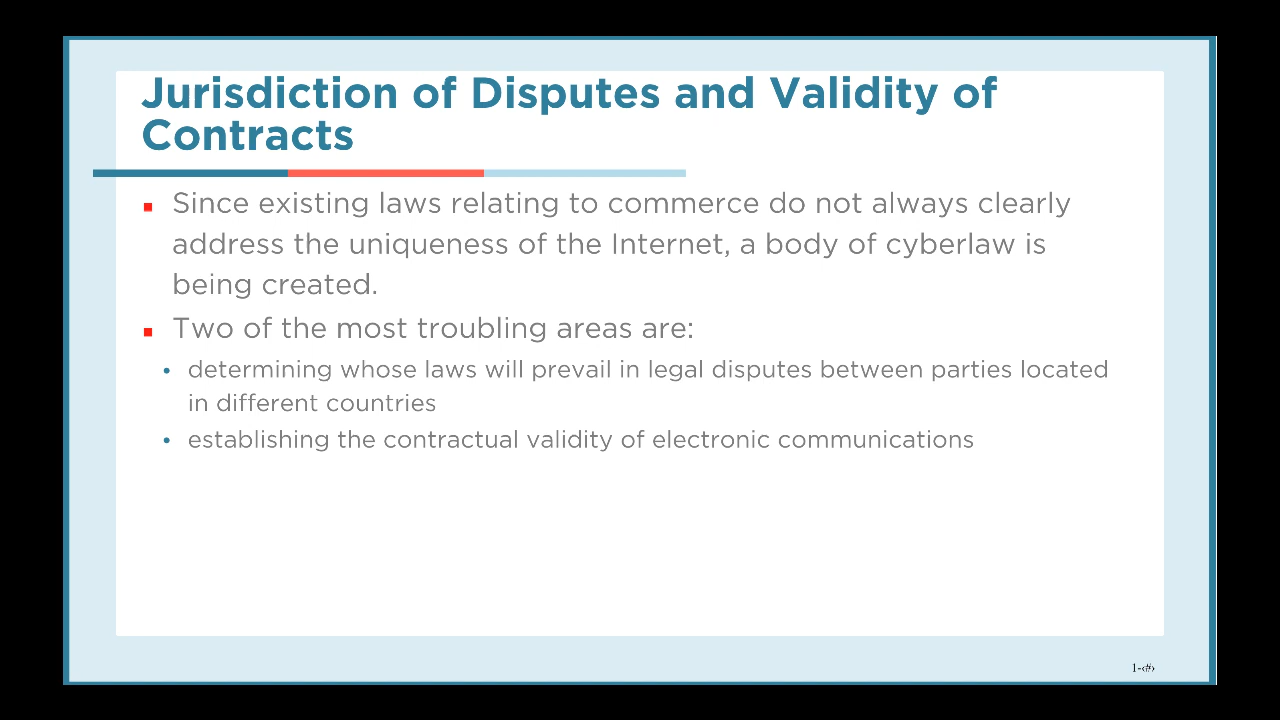 Jurisdiction of Disputes and Validity of
Contracts
Since existing laws relating to commerce do not always clearly
address the uniqueness of the Internet, a body of cyberlaw is
being created.
Two of the most troubling areas are:
determining whose laws will prevail in legal disputes between parties located
in different countries
establishing the contractual validity of electronic communications
1-‹#›